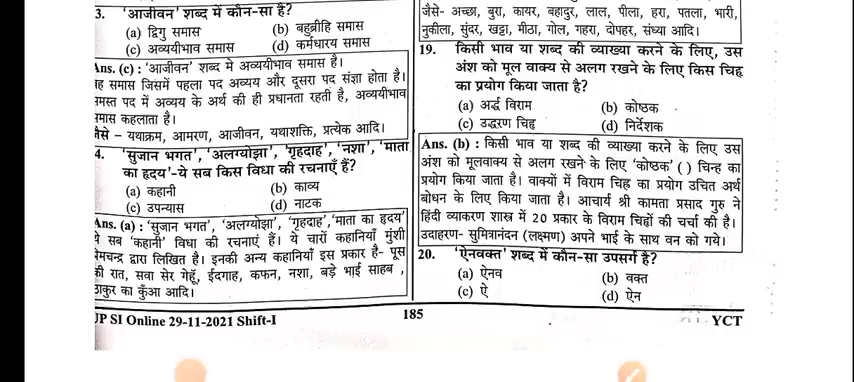 3. 'आजीवन' शब्द में कौन-सा है?
(a) द्विगु समास (b) बहुव्रीहि समास
(c) अव्ययीभाव समास (d) कर्मधारय समास
Ans. (c) : 'आजीवन' शब्द मे अव्ययीभाव समास है।
ह समास जिसमें पहला पद अव्यय और दूसरा पद संज्ञा होता है।
मस्त पद में अव्यय के अर्थ की ही प्रधानता रहती है, अव्ययीभाव
मास कहलाता है।
जैसे – यथाक्रम, आमरण, आजीवन, यथाशक्ति, प्रत्येक आदि।
4. 'सुजान भगत', 'अलग्योझा', 'गृहदाह', 'नशा', 'माता
का हृदय'-ये सब किस विधा की रचनाएँ हैं?
(a) कहानी (b) काव्य
(c) उपन्यास (d) नाटक
Ans. (a) : 'सुजान भगत', 'अलग्योझा', 'गृहदाह', 'माता का हृदय'
ये सब 'कहानी' विधा की रचनाएं हैं। ये चारों कहानियाँ मुंशी
प्रेमचन्द्र द्वारा लिखित है। इनकी अन्य कहानियाँ इस प्रकार है- पूस
की रात, सवा सेर गेहूँ, ईदगाह, कफन, नशा, बड़े भाई साहब ,
ठाकुर का कुँआ आदि।
जैसे- अच्छा, बुरा, कायर, बहादुर, लाल, पीला, हरा, पतला, भारी,
नुकीला, सुंदर, खट्टा, मीठा, गोल, गहरा, दोपहर, संध्या आदि।
19. किसी भाव या शब्द की व्याख्या करने के लिए, उस
अंश को मूल वाक्य से अलग रखने के लिए किस चिह्न
का प्रयोग किया जाता है?
(a) अर्द्ध विराम (b) कोष्ठक
(c) उद्धरण चिह्न (d) निर्देशक
Ans. (b) : किसी भाव या शब्द की व्याख्या करने के लिए उस
अंश को मूलवाक्य से अलग रखने के लिए 'कोष्ठक' ( ) चिन्ह का
प्रयोग किया जाता है। वाक्यों में विराम चिह्न का प्रयोग उचित अर्थ
बोधन के लिए किया जाता है। आचार्य श्री कामता प्रसाद गुरु ने
हिंदी व्याकरण शास्त्र में 20 प्रकार के विराम चिह्नों की चर्चा की है।
उदाहरण- सुमित्रानंदन (लक्ष्मण) अपने भाई के साथ वन को गये।
20. 'ऐनवक्त' शब्द में कौन-सा उपसर्ग है?
(a) ऐनव (b) वक्त
(c) ऐ (d) ऐन
UP SI Online 29-11-2021 Shift-I 185 YCT